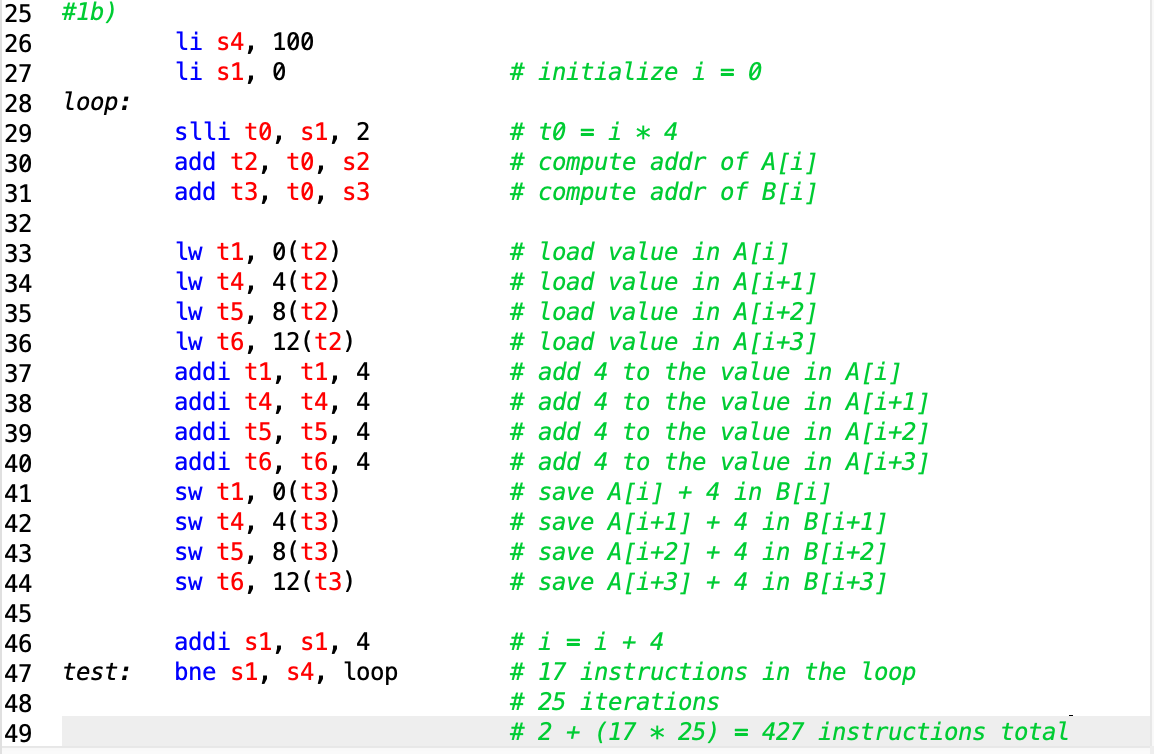 25 #1b)
26 li s4, 100
27 li s1, 0 # initialize i = 0
28 loop:
29 slli t0, s1, 2 # t0 = i * 4
30 add t2, t0, s2 # compute addr of A[i]
31 add t3, t0, s3 # compute addr of B[i]
32
33 lw t1, 0(t2) # load value in A[i]
34 lw t4, 4(t2) # load value in A[i+1]
35 lw t5, 8(t2) # load value in A[i+2]
36 lw t6, 12(t2) # load value in A[i+3]
37 addi t1, t1, 4 # add 4 to the value in A[i]
38 addi t4, t4, 4 # add 4 to the value in A[i+1]
39 addi t5, t5, 4 # add 4 to the value in A[i+2]
40 addi t6, t6, 4 # add 4 to the value in A[i+3]
41 sw t1, 0(t3) # save A[i] + 4 in B[i]
42 sw t4, 4(t3) # save A[i+1] + 4 in B[i+1]
43 sw t5, 8(t3) # save A[i+2] + 4 in B[i+2]
44 sw t6, 12(t3) # save A[i+3] + 4 in B[i+3]
45
46 addi s1, s1, 4 # i = i + 4
47 test: bne s1, s4, loop # 17 instructions in the loop
48 # 25 iterations
49 # 2 + (17 * 25) = 427 instructions total